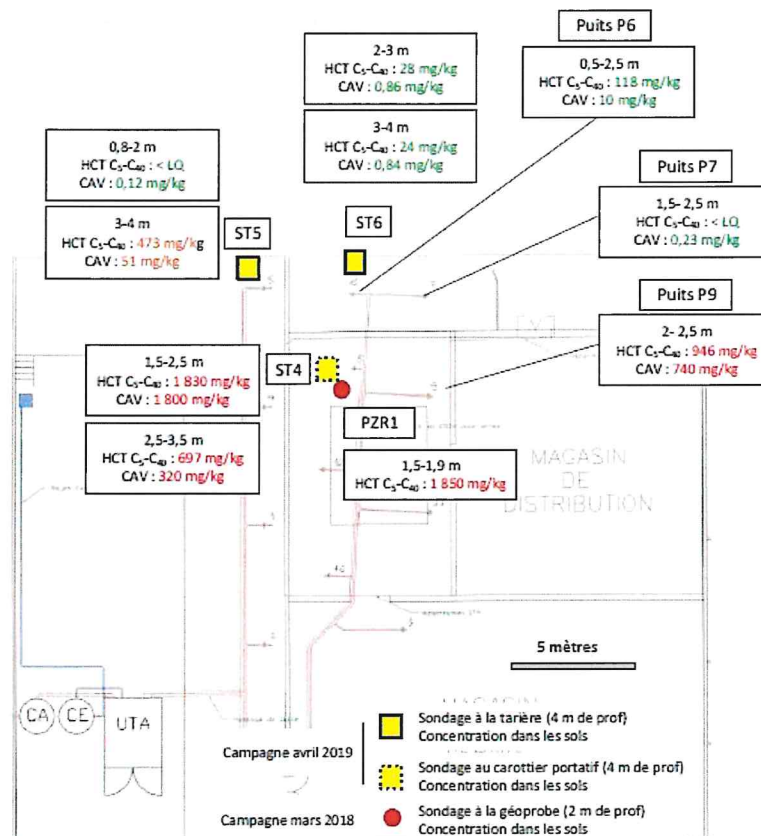 Puits P6
2-3 m
HCT C₅-C₄₀ : 28 mg/kg
CAV : 0,86 mg/kg
0,5-2,5 m
HCT C₅-C₄₀ : 118 mg/kg
CAV : 10 mg/kg
3-4 m
HCT C₅-C₄₀ : 24 mg/kg
CAV : 0,84 mg/kg
0,8-2 m
HCT C₅-C₄₀ : < LQ
CAV : 0,12 mg/kg
Puits P7
1,5- 2,5 m
HCT C₅-C₄₀ : < LQ
CAV : 0,23 mg/kg
3-4 m
HCT C₅-C₄₀ : 473 mg/kg
CAV : 51 mg/kg
ST5
ST6
Puits P9
2- 2,5 m
HCT C₅-C₄₀ : 946 mg/kg
CAV : 740 mg/kg
1,5-2,5 m
HCT C₅-C₄₀ : 1 830 mg/kg
CAV : 1 800 mg/kg
ST4
PZR1
2,5-3,5 m
HCT C₅-C₄₀ : 697 mg/kg
CAV : 320 mg/kg
1,5-1,9 m
HCT C₅-C₄₀ : 1 850 mg/kg
MAGASIN
DE
DISTRIBUTION
5 mètres
CA
CE
UTA
MAGASIN
Campagne avril 2019
Sondage à la tarière (4 m de prof)
Concentration dans les sols
Sondage au carottier portatif (4 m de prof)
Concentration dans les sols
Campagne mars 2018
Sondage à la géoprobe (2 m de prof)
Concentration dans les sols